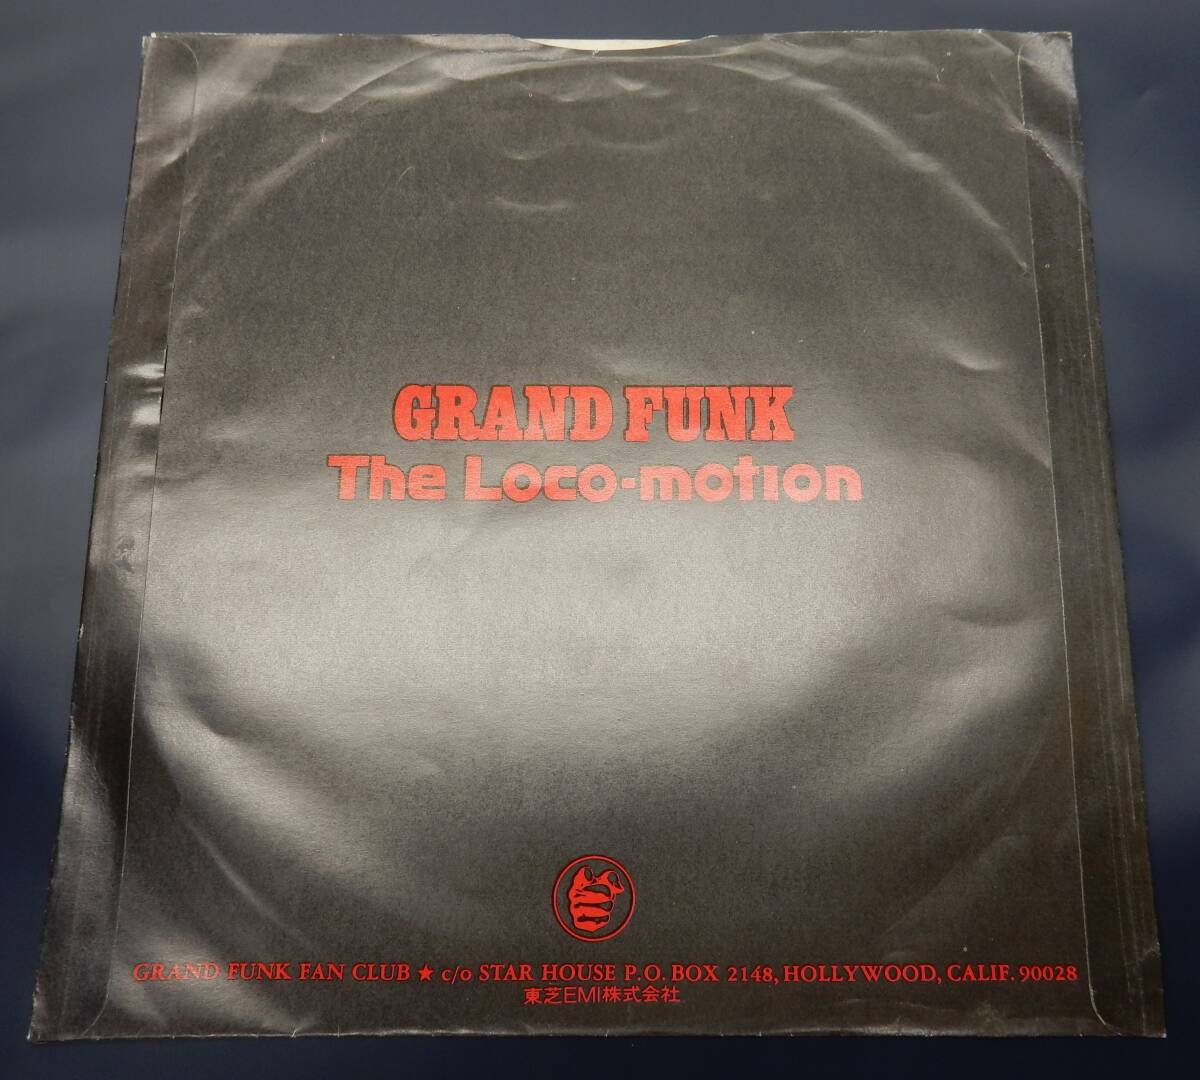 GRAND FUNK
The Loco-motion
GRAND FUNK FAN CLUB ★ c/o STAR HOUSE P.O. BOX 2148, HOLLYWOOD, CALIF. 90028
東芝EMI株式会社